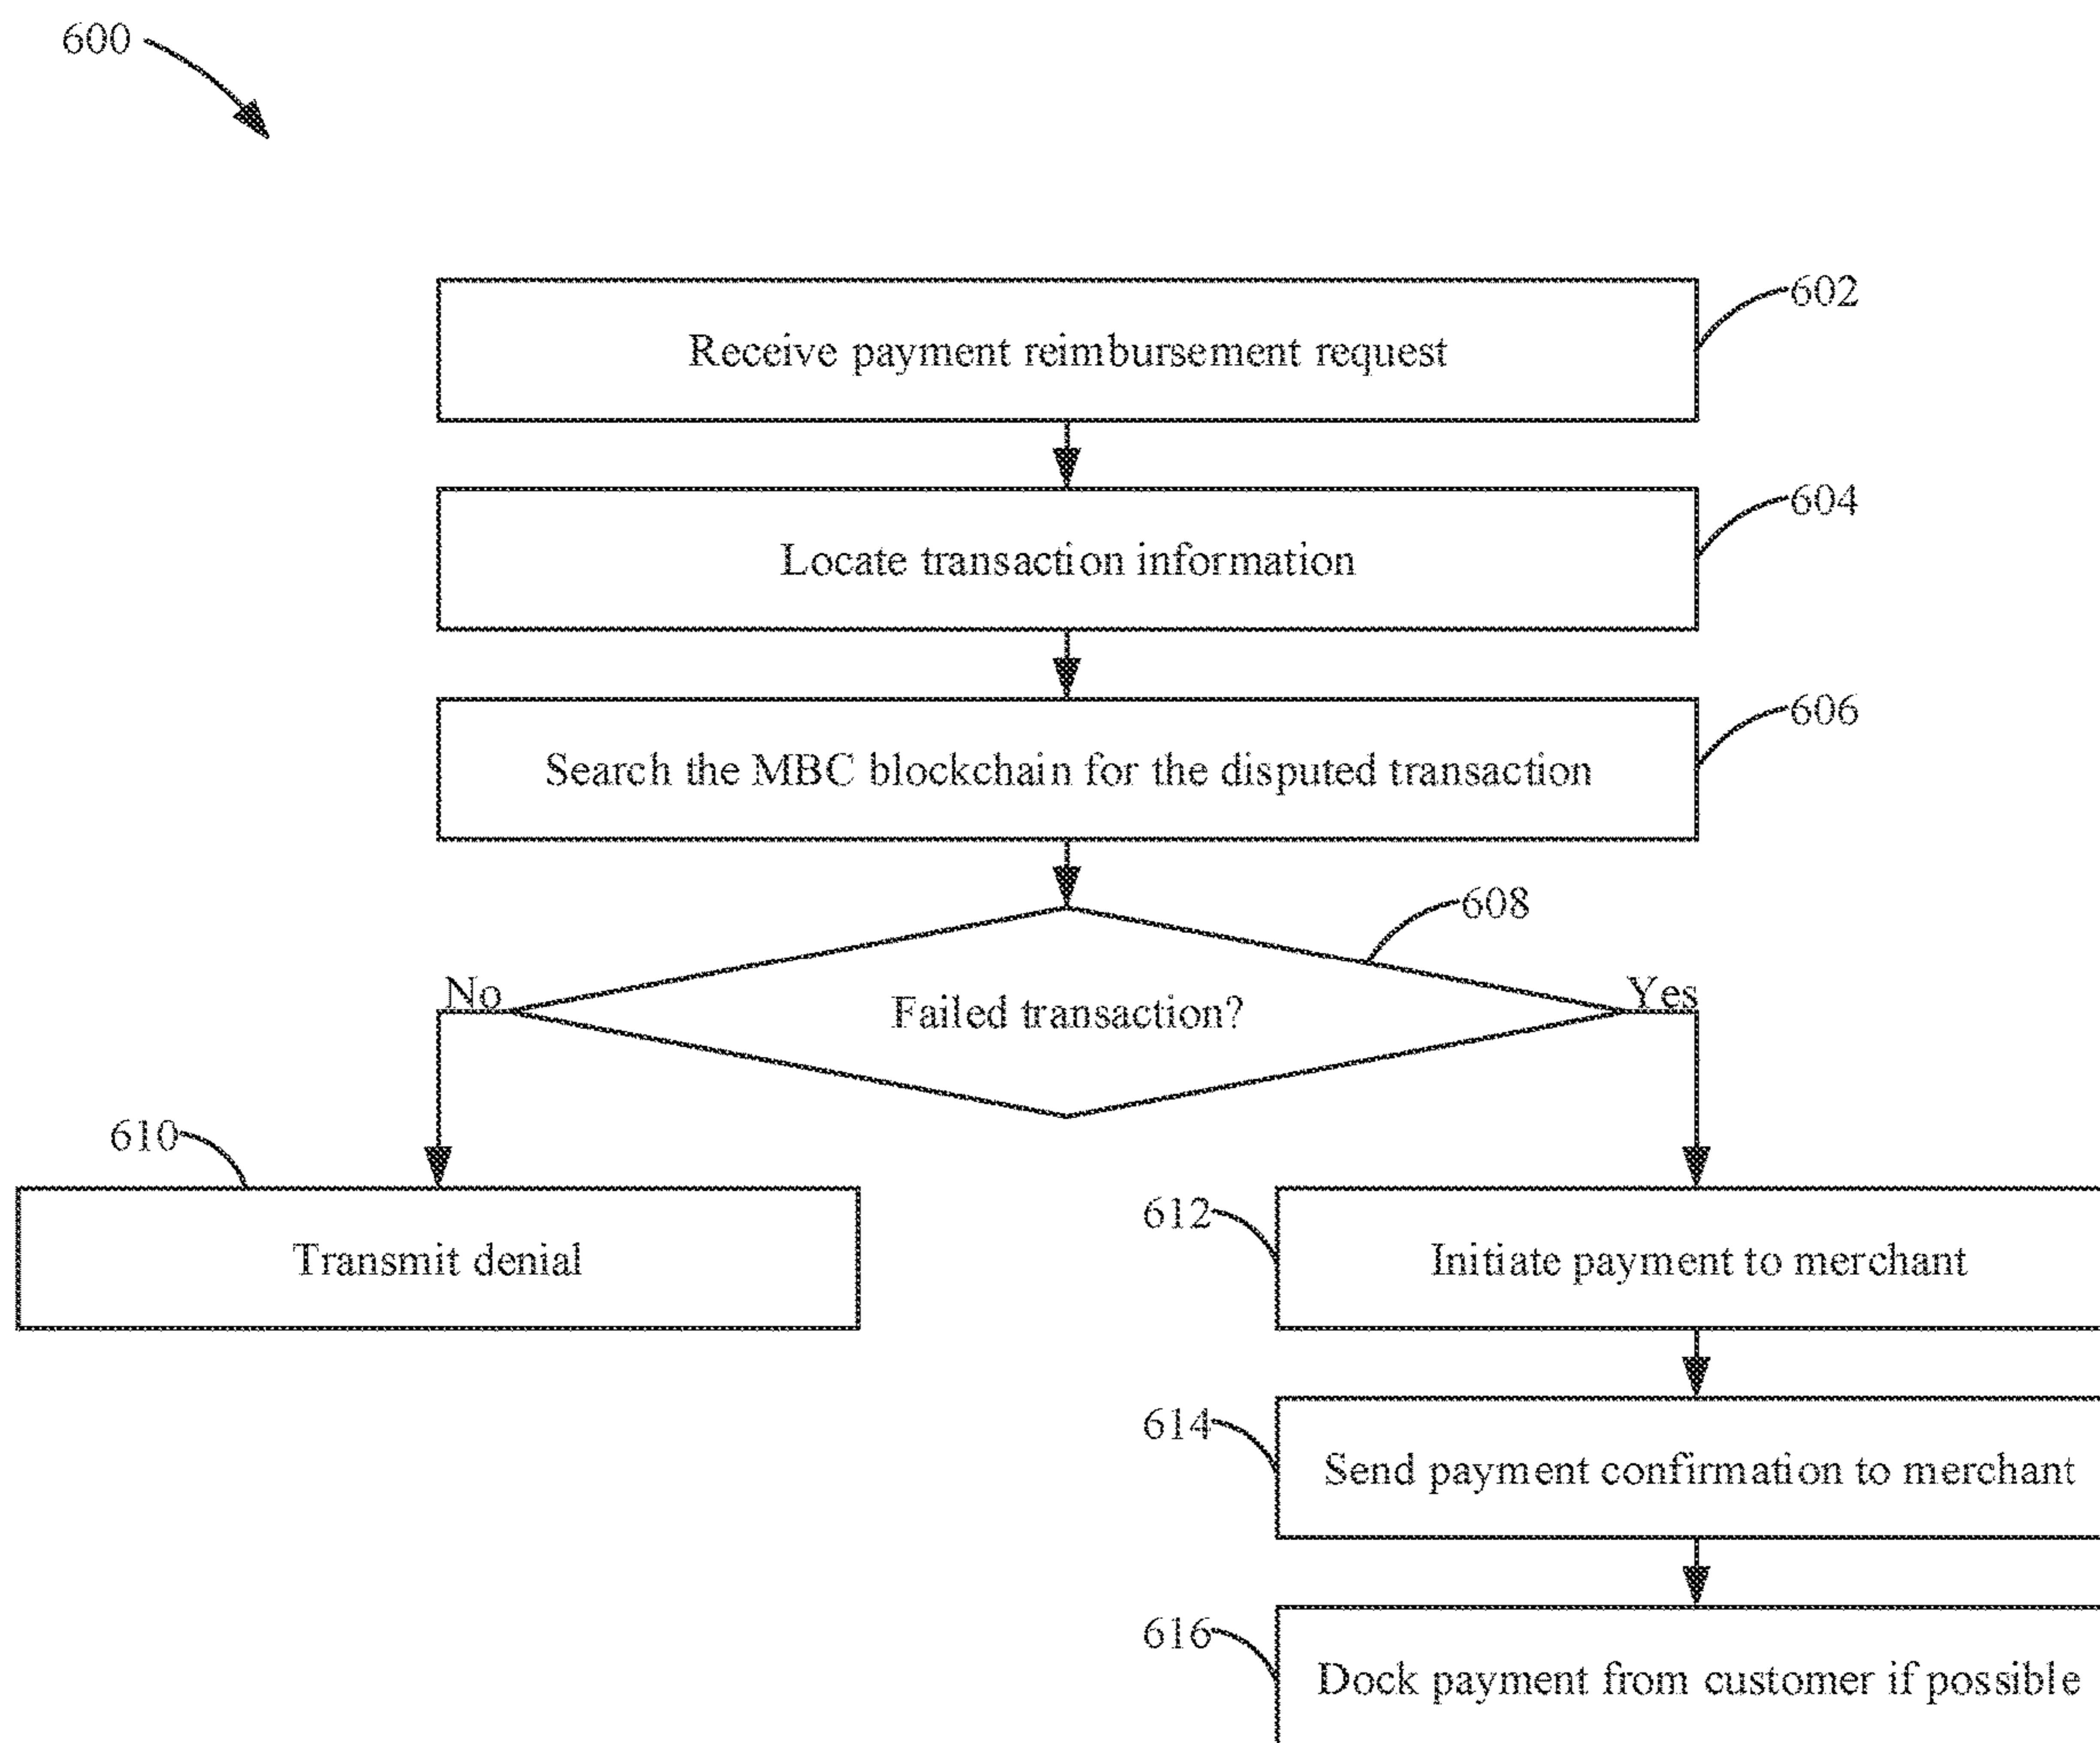 600
Receive payment reimbursement request
602
Locate transaction information
604
Search the MBC blockchain for the disputed transaction
606
608
No
Failed transaction?
Yes
610
Transmit denial
612
Initiate payment to merchant
614
Send payment confirmation to merchant
616
Dock payment from customer if possible